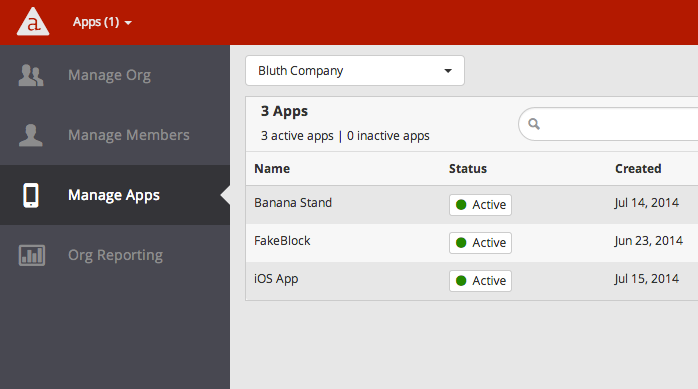 a Apps (1)
Manage Org
Manage Members
Manage Apps
Org Reporting
Bluth Company
3 Apps
3 active apps | 0 inactive apps
Name Status Created
Banana Stand Active Jul 14, 2014
FakeBlock Active Jun 23, 2014
iOS App Active Jul 15, 2014